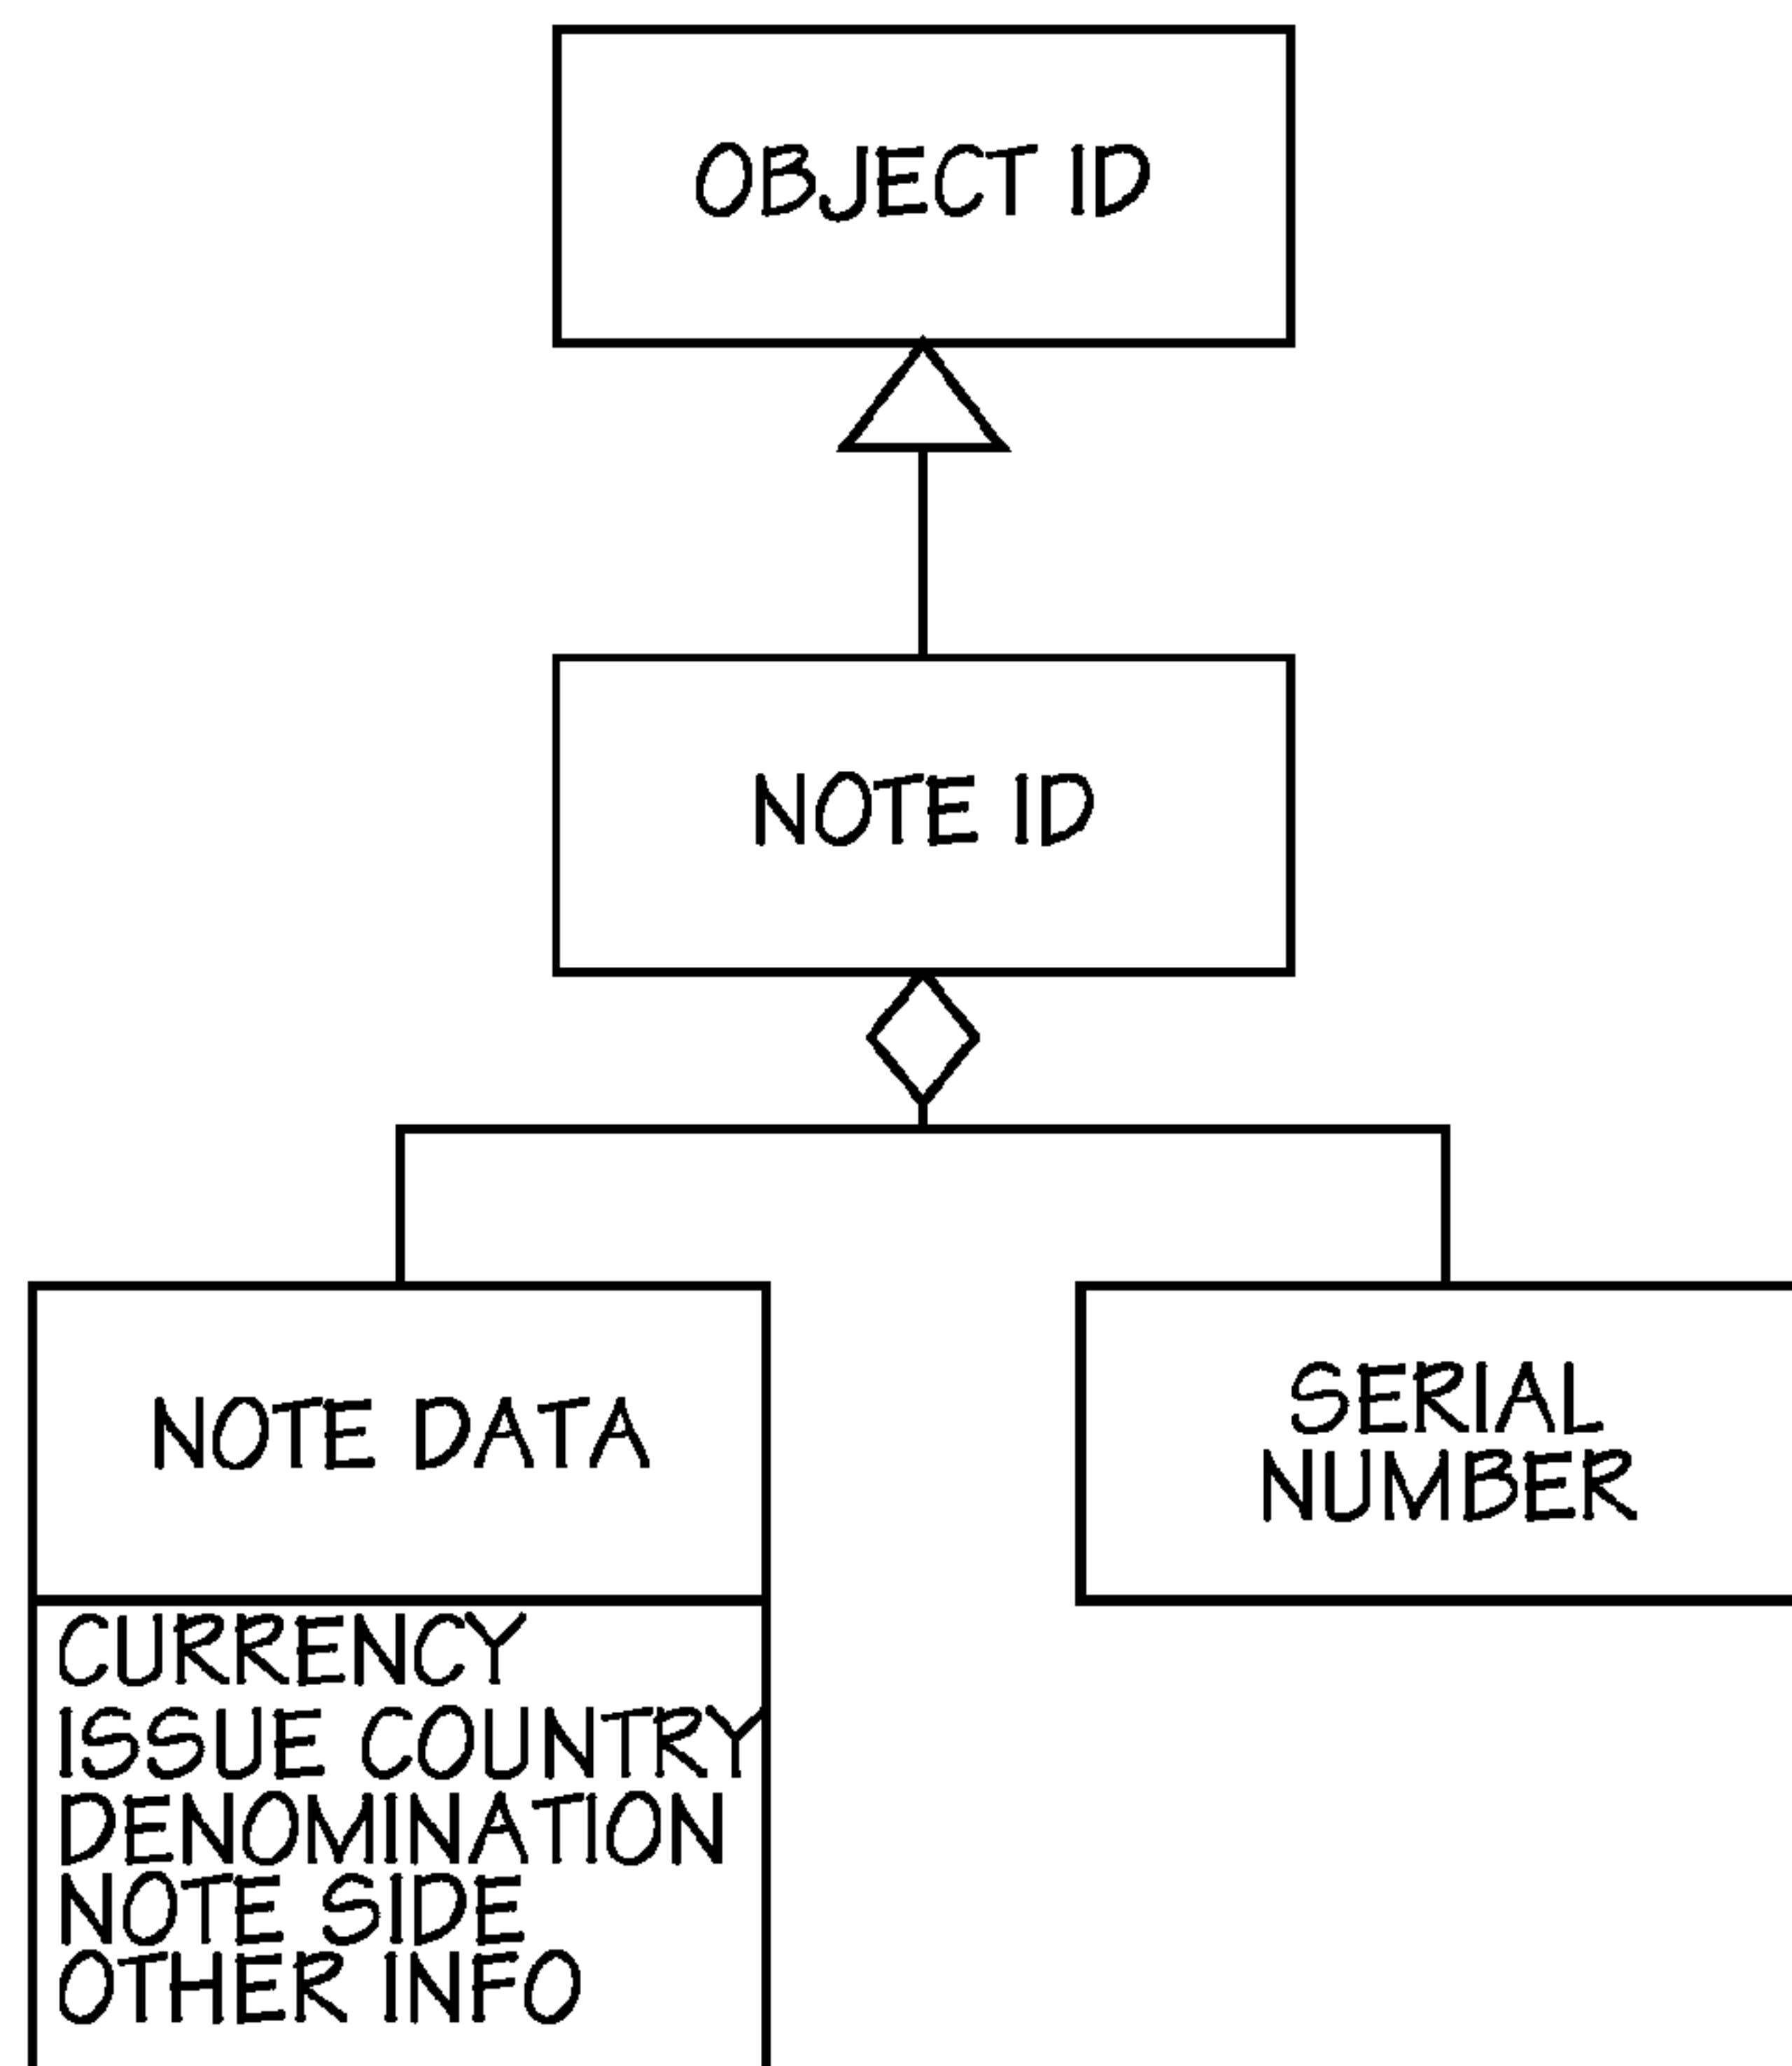 OBJECT ID
NOTE ID
NOTE DATA
SERIAL
NUMBER
CURRENCY
ISSUE COUNTRY
DENOMINATION
NOTE SIDE
OTHER INFO